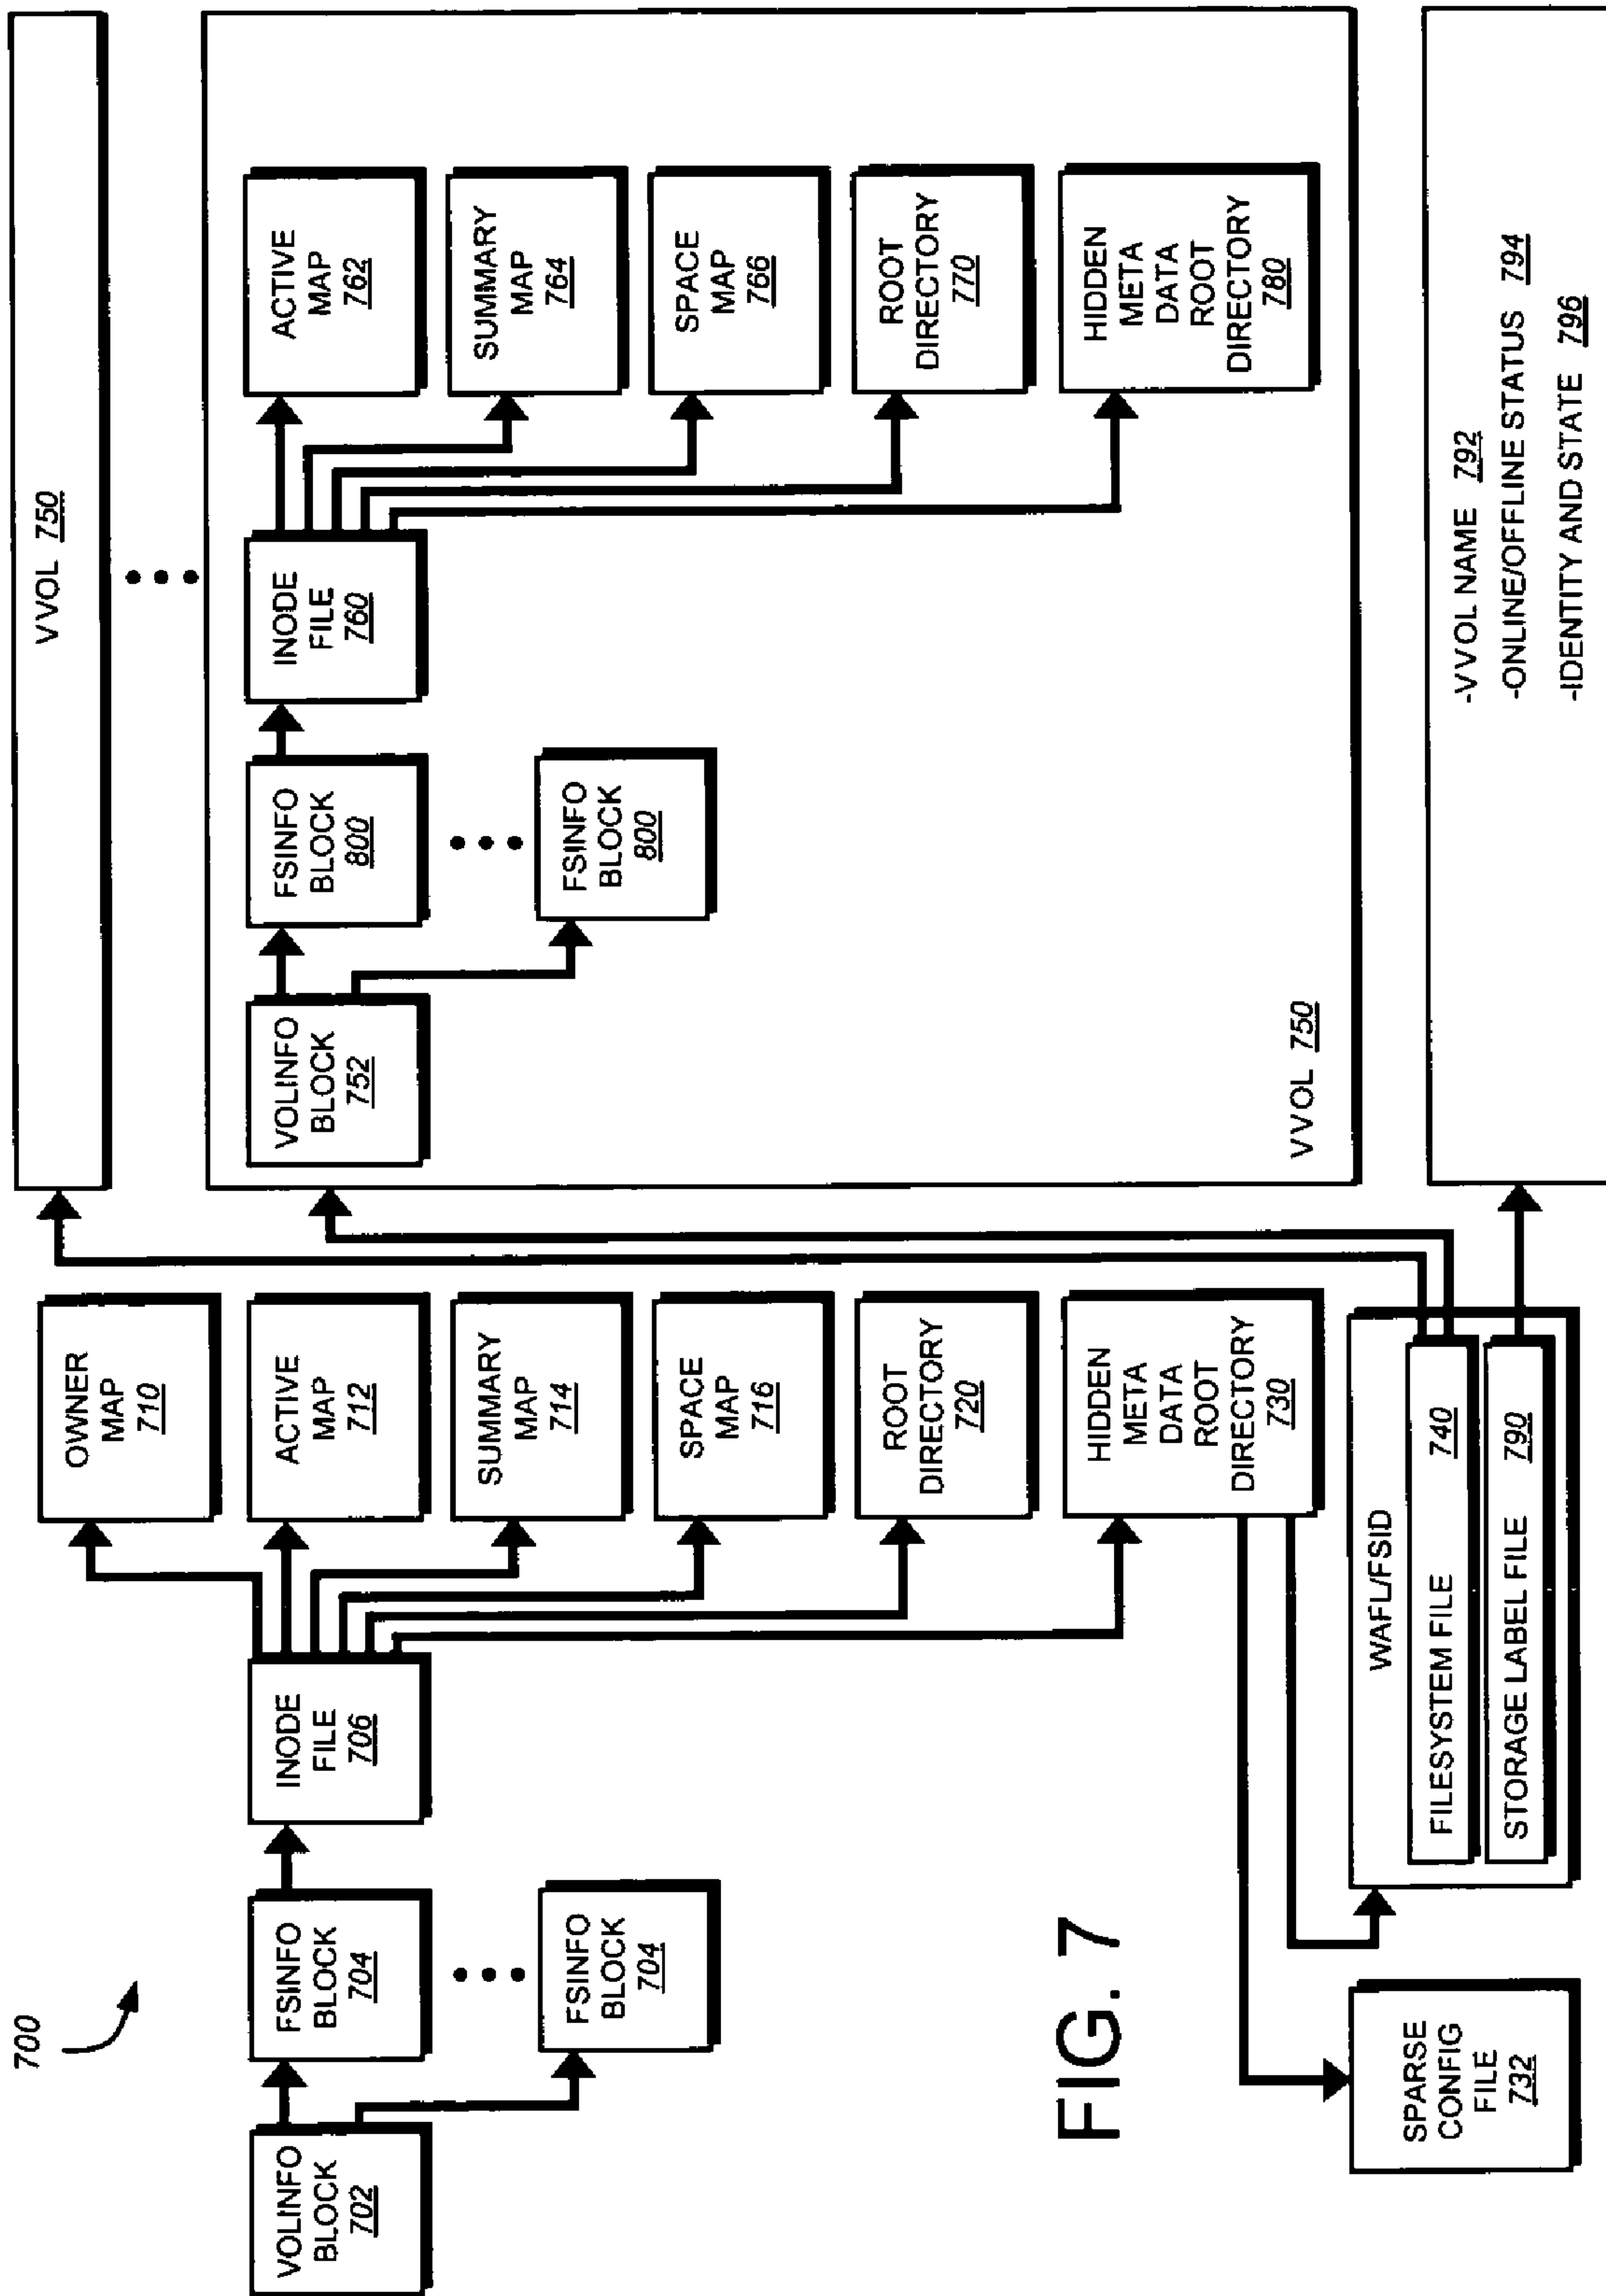 700
VOLINFO
BLOCK
702
FSINFO
BLOCK
704
FSINFO
BLOCK
704
INODE
FILE
706
OWNER
MAP
710
ACTIVE
MAP
712
SUMMARY
MAP
714
SPACE
MAP
716
ROOT
DIRECTORY
720
HIDDEN
META
DATA
ROOT
DIRECTORY
730
SPARSE
CONFIG
FILE
732
WAFL/FSID
FILESYSTEM FILE 740
STORAGE LABEL FILE 790
VVOL 750
VOLINFO
BLOCK
752
FSINFO
BLOCK
800
FSINFO
BLOCK
800
INODE
FILE
760
ACTIVE
MAP
762
SUMMARY
MAP
764
SPACE
MAP
766
ROOT
DIRECTORY
770
HIDDEN
META
DATA
ROOT
DIRECTORY
780
VVOL 750
-VVOL NAME 792
-ONLINE/OFFLINE STATUS 794
-IDENTITY AND STATE 796
FIG. 7